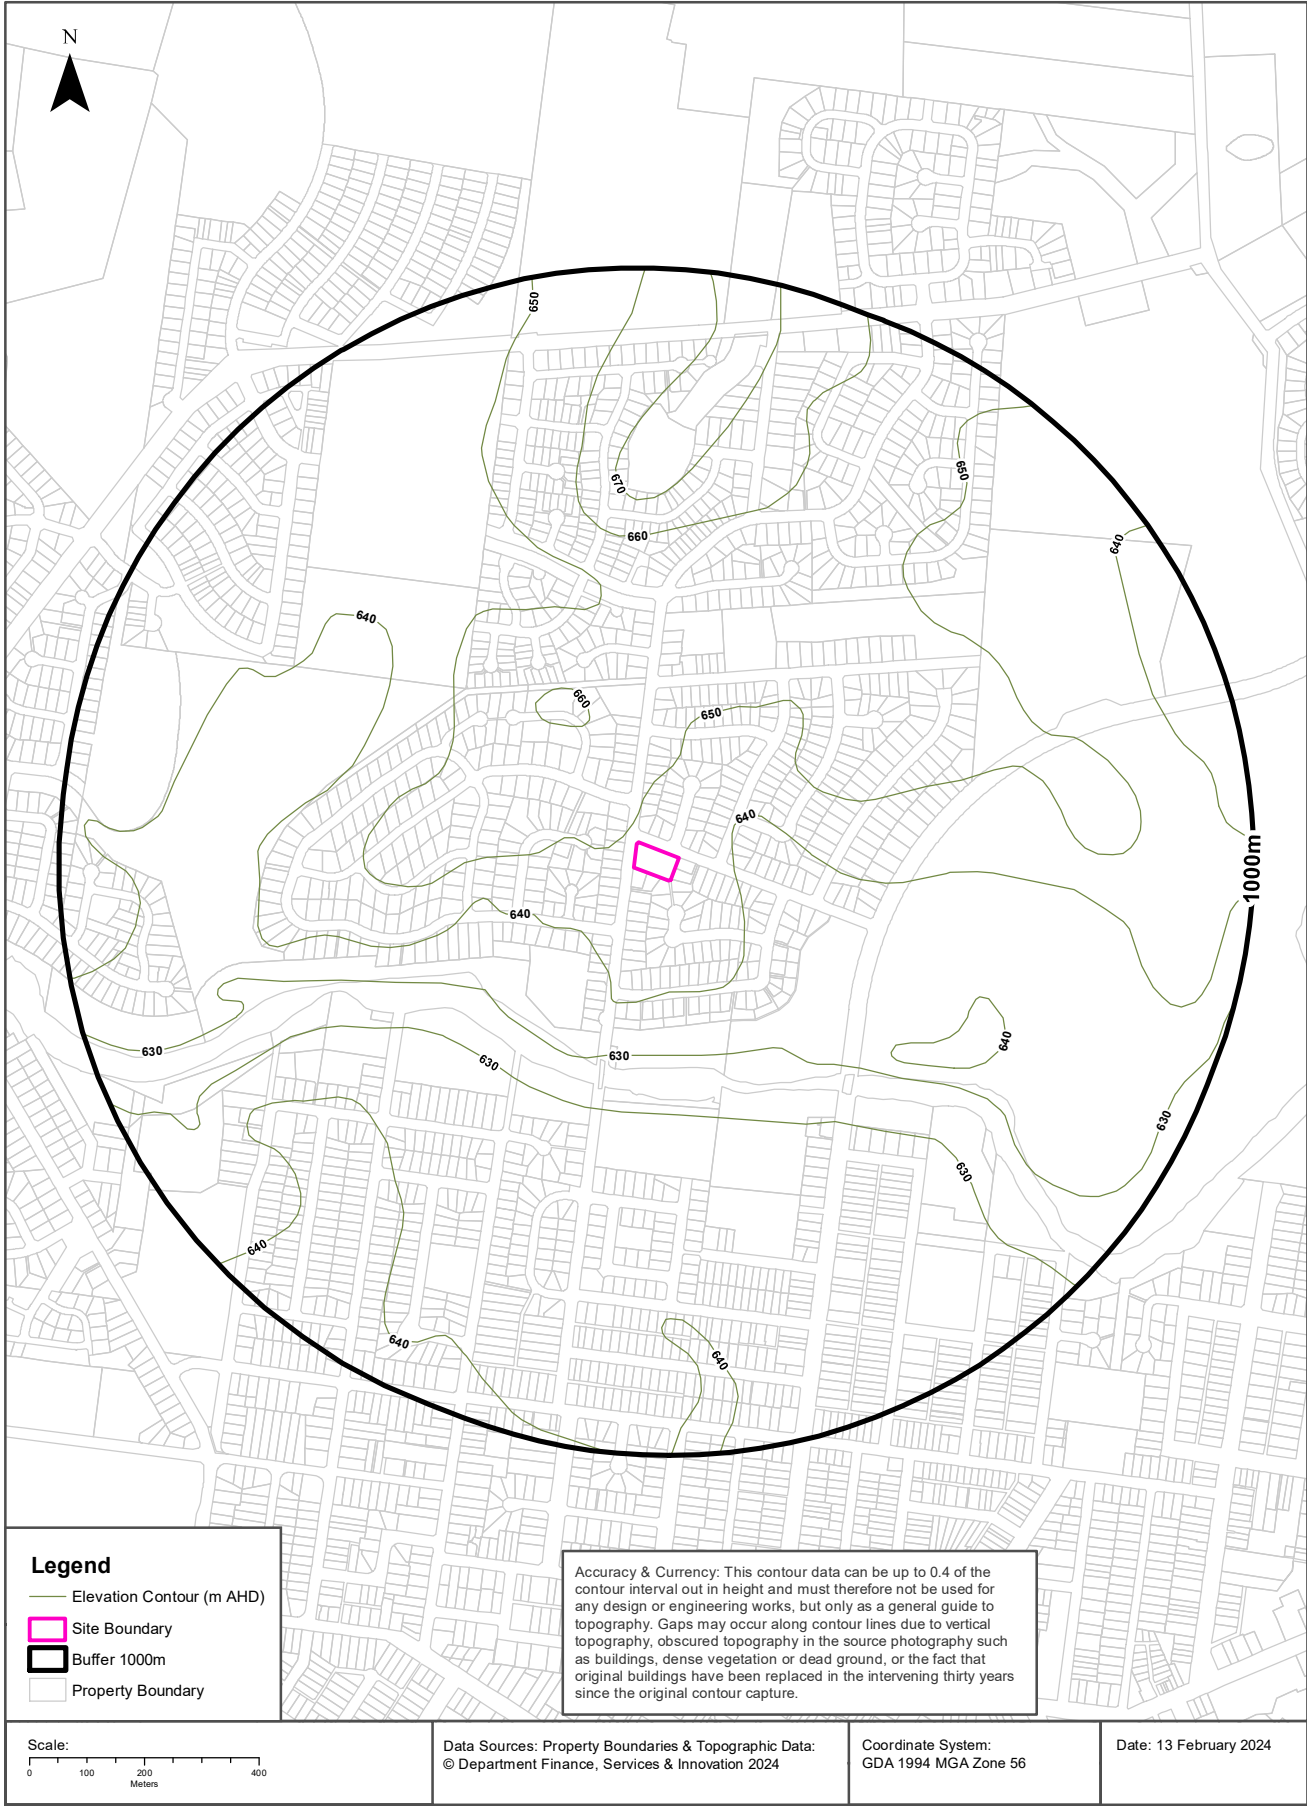 N
650
670
660
650
640
640
660
650
640
1000m
640
630
630
630
640
630
630
640
640
640
Legend
Elevation Contour (m AHD)
Site Boundary
Buffer 1000m
Property Boundary
Accuracy & Currency: This contour data can be up to 0.4 of the
contour interval out in height and must therefore not be used for
any design or engineering works, but only as a general guide to
topography. Gaps may occur along contour lines due to vertical
topography, obscured topography in the source photography such
as buildings, dense vegetation or dead ground, or the fact that
original buildings have been replaced in the intervening thirty years
since the original contour capture.
Scale:
0 100 200 400
Meters
Data Sources: Property Boundaries & Topographic Data:
© Department Finance, Services & Innovation 2024
Coordinate System:
GDA 1994 MGA Zone 56
Date: 13 February 2024